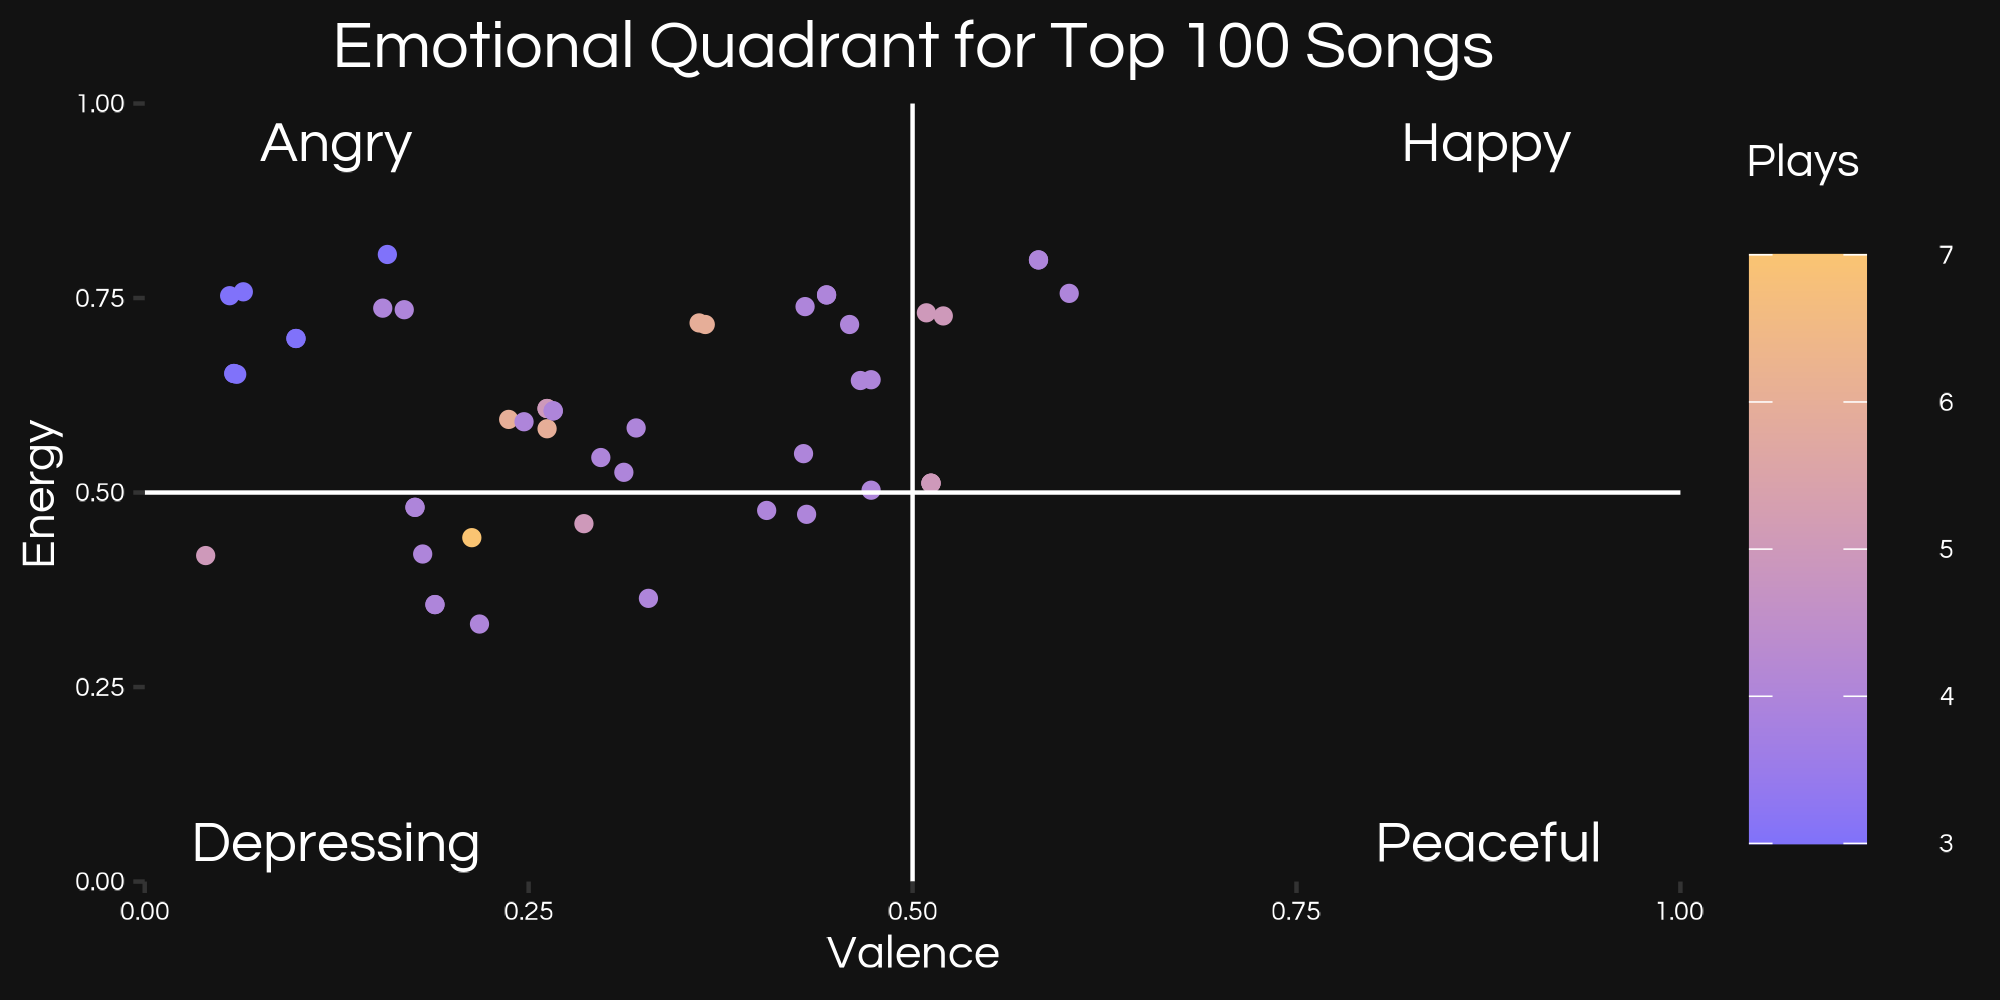 Emotional Quadrant for Top 100 Songs
1.00
Angry
Happy
Plays
7
0.75
6
Energy
0.50
5
0.25
4
Depressing
Peaceful
3
0.00
0.00 0.25 0.50 0.75 1.00
Valence